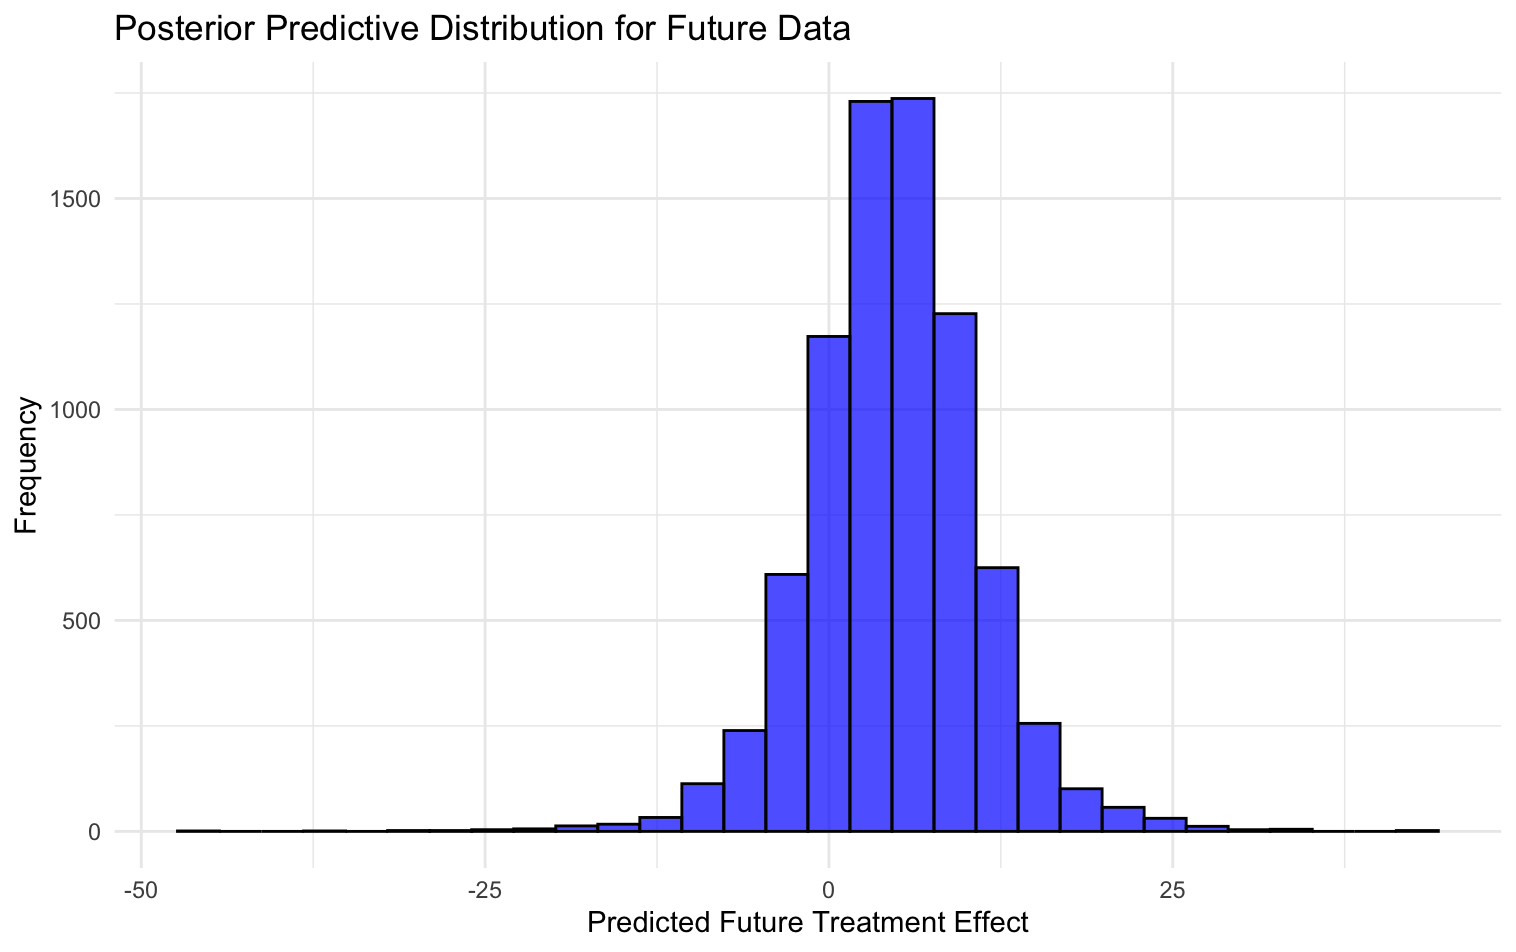 Posterior Predictive Distribution for Future Data
Frequency
1500
1000
500
0
-50
-25
0
25
Predicted Future Treatment Effect